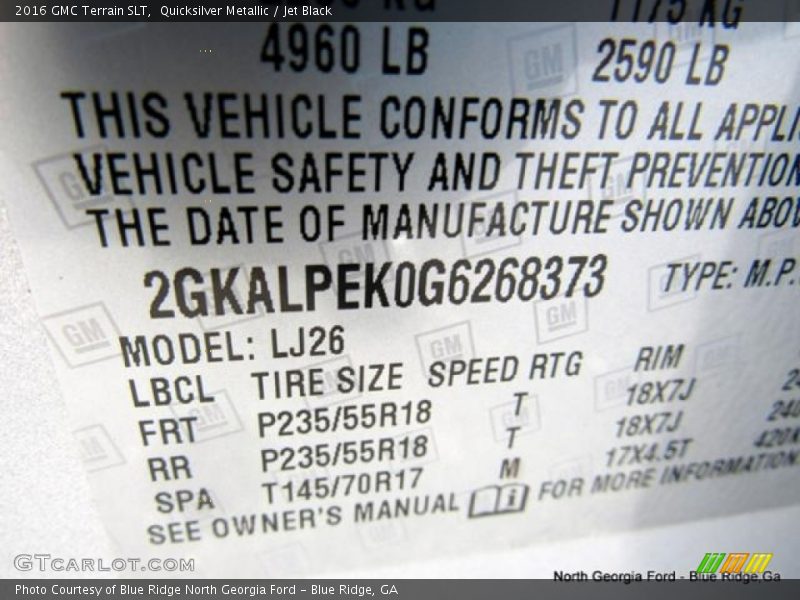 2016 GMC Terrain SLT, Quicksilver Metallic / Jet Black
1175 KG
4960 LB 2590 LB
THIS VEHICLE CONFORMS TO ALL
VEHICLE SAFETY AND THEFT PREVENTION
THE DATE OF MANUFACTURE SHOWN
2GKALPEK0G6268373 TYPE: M.P.
MODEL: LJ26
LBCL TIRE SIZE SPEED RTG RIM
FRT P235/55R18 T 18X7J
RR P235/55R18 T 18X7J
SPA T145/70R17 M 17X4.5T
SEE OWNER'S MANUAL FOR MORE INFORMATION
GTCARLOT.COM
North Georgia Ford - Blue Ridge,Ga
Photo Courtesy of Blue Ridge North Georgia Ford – Blue Ridge, GA